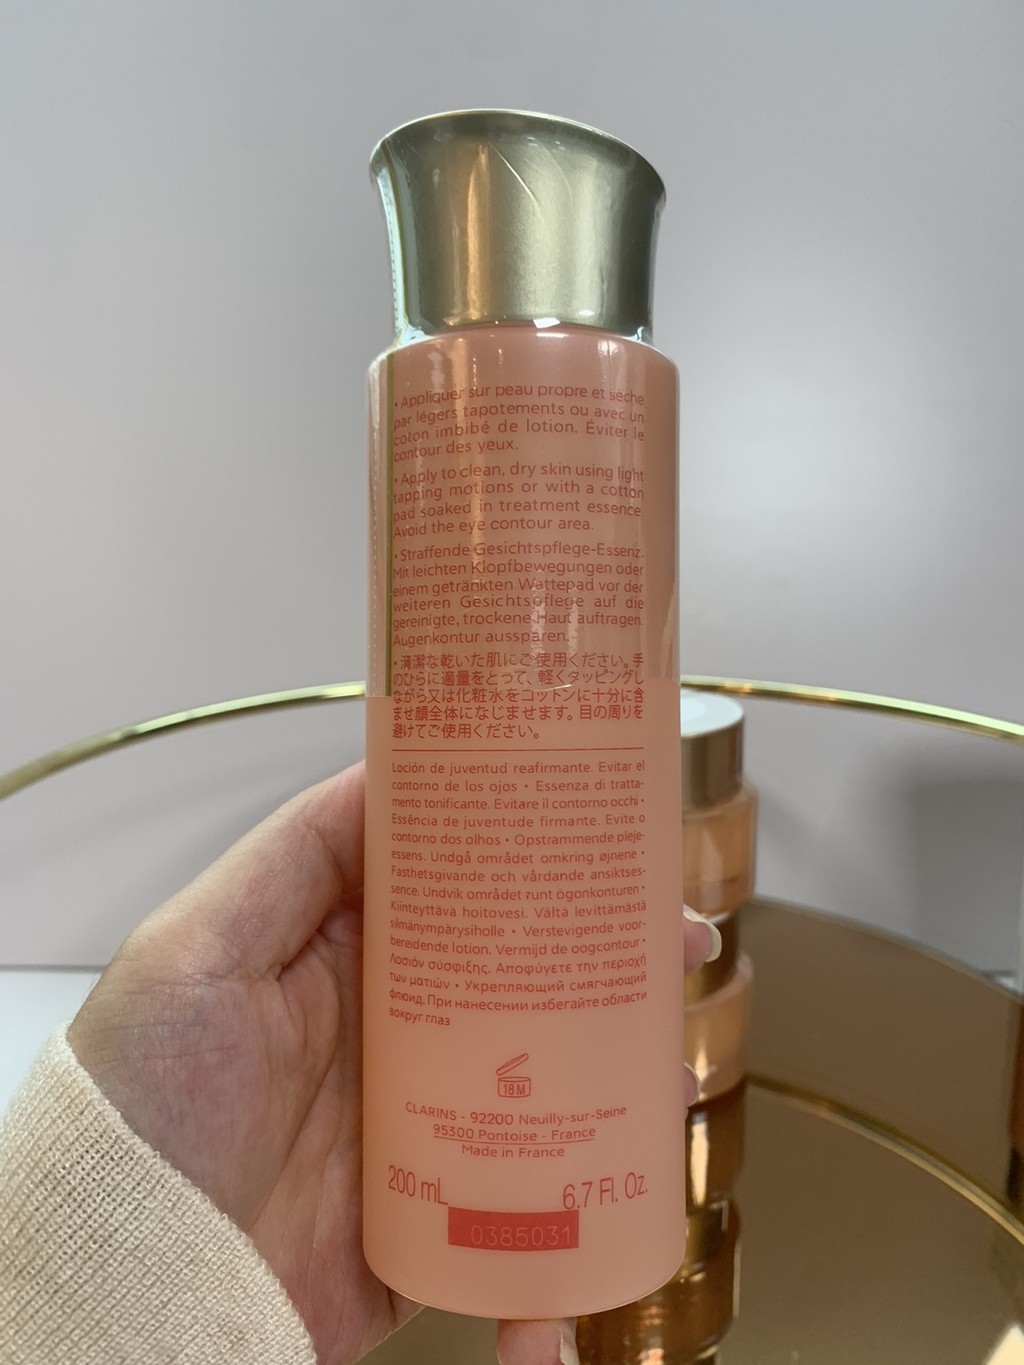 • Appliquer sur peau propre et sèche
par légers tapotements ou avec un
coton imbibé de lotion. Éviter le
contour des yeux.
• Apply to clean, dry skin using light
tapping motions or with a cotton
pad soaked in treatment essence.
Avoid the eye contour area.
• Straffende Gesichtspflege-Essenz.
Mit leichten Klopfbewegungen oder
einem getränkten Wattepad vor der
weiteren Gesichtspflege auf die
gereinigte, trockene Haut auftragen.
Augenkontur aussparen.
• 清潔な乾いた肌にご使用ください。手
のひらに適量をとって、軽くタッピングし
ながら又は化粧水をコットンに十分に含
ませ顔全体になじませます。目の周りを
避けてご使用ください。
Loción de juventud reafirmante. Evitar el
contorno de los ojos • Essenza di tratta-
mento tonificante. Evitare il contorno occhi •
Essência de juventude firmante. Evite o
contorno dos olhos • Opstrammende pleje-
essens. Undgå området omkring øjnene •
Fasthetsgivande och vårdande ansiktses-
sence. Undvik området runt ögonkonturen •
Kiinteyttävä hoitovesi. Vältä levittämästä
silmänympärysiholle • Verstevigende voor-
bereidende lotion. Vermijd de oogcontour •
Λοσιόν σύσφιξης. Αποφύγετε την περιοχή
των ματιών • Укрепляющий смягчающий
флюид. При нанесении избегайте области
вокруг глаз
18 M
CLARINS - 92200 Neuilly-sur-Seine
95300 Pontoise - France
Made in France
200 mL 6.7 Fl. Oz.
0385031